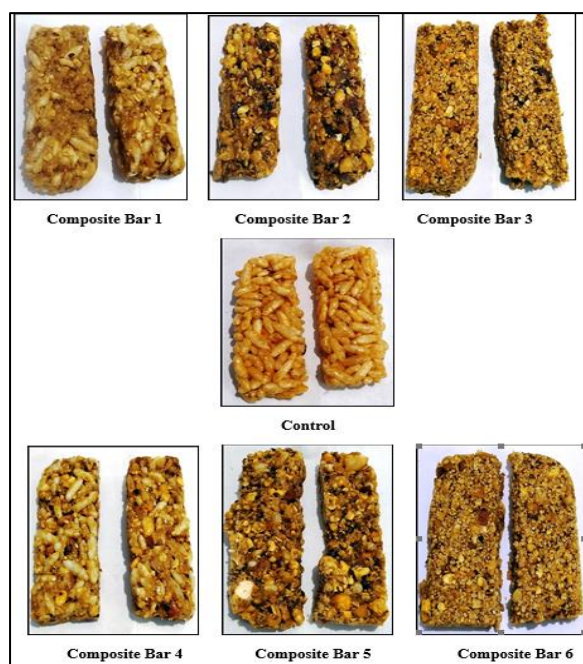 Composite Bar 1
Composite Bar 2
Composite Bar 3
Control
Composite Bar 4
Composite Bar 5
Composite Bar 6